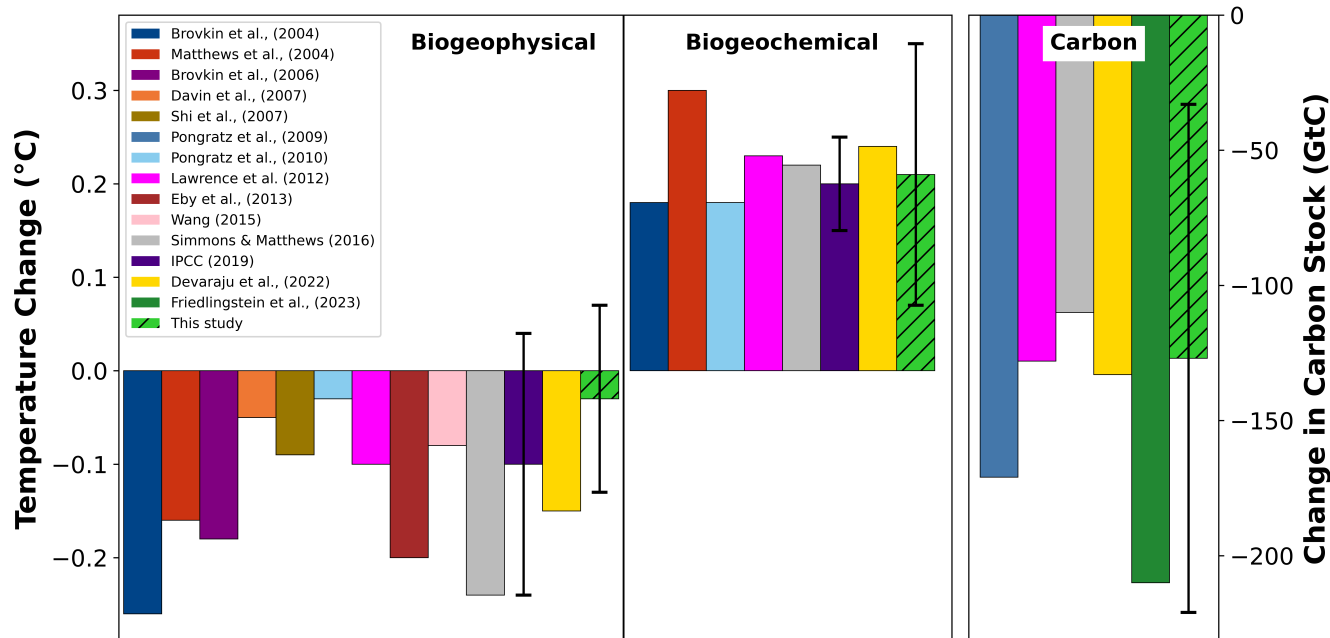 Temperature Change (°C)
0.3
0.2
0.1
0.0
−0.1
−0.2
Brovkin et al., (2004)
Matthews et al., (2004)
Brovkin et al., (2006)
Davin et al., (2007)
Shi et al., (2007)
Pongratz et al., (2009)
Pongratz et al., (2010)
Lawrence et al. (2012)
Eby et al., (2013)
Wang (2015)
Simmons & Matthews (2016)
IPCC (2019)
Devaraju et al., (2022)
Friedlingstein et al., (2023)
This study
Biogeophysical
Biogeochemical
Carbon
0
−50
−100
−150
−200
Change in Carbon Stock (GtC)